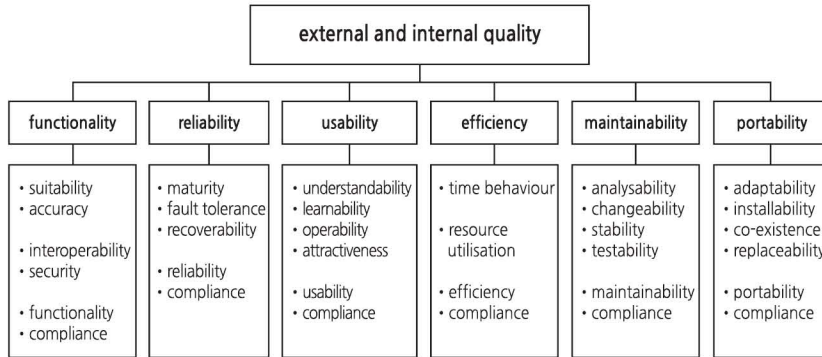 external and internal quality
functionality
reliability
usability
efficiency
maintainability
portability
• suitability
• accuracy
• interoperability
• security
• functionality
• compliance
• maturity
• fault tolerance
• recoverability
• reliability
• compliance
• understandability
• learnability
• operability
• attractiveness
• usability
• compliance
• time behaviour
• resource
utilisation
• efficiency
• compliance
• analysability
• changeability
• stability
• testability
• maintainability
• compliance
• adaptability
• installability
• co-existence
• replaceability
• portability
• compliance